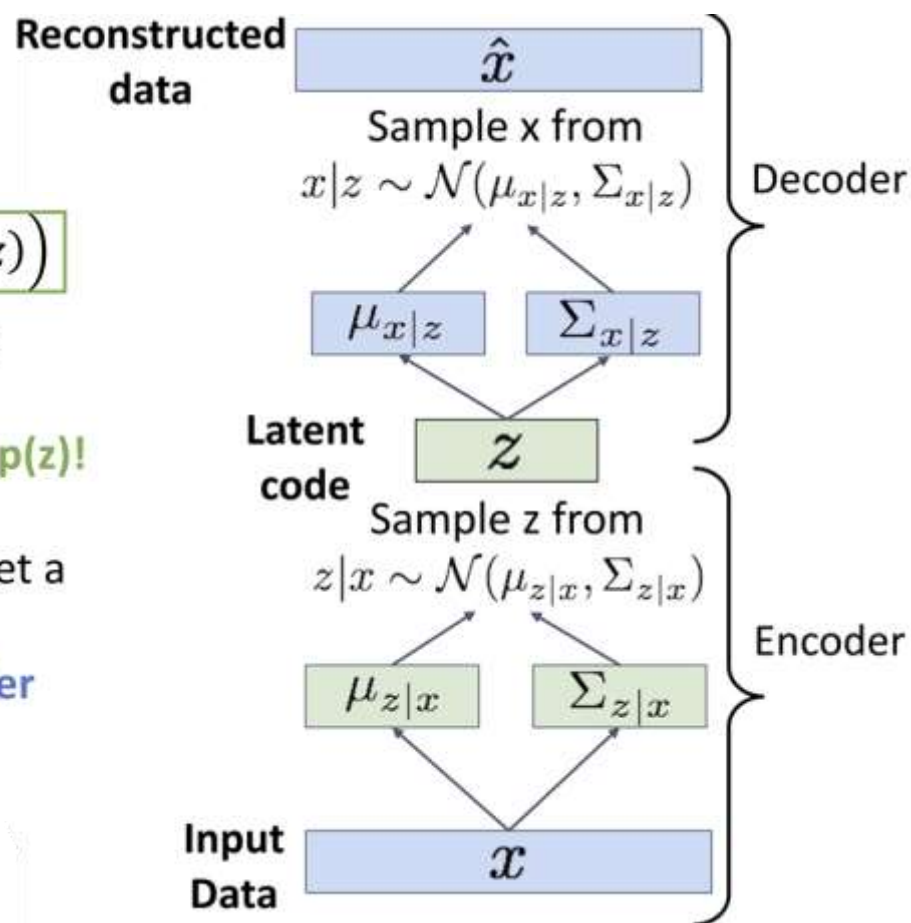 Reconstructed
data
x̂
Sample x from
x|z ∼ 𝒩(μ_{x|z}, Σ_{x|z})
Decoder
z))
μ_{x|z} Σ_{x|z}
p(z)!
Latent
code
z
Sample z from
et a
z|x ∼ 𝒩(μ_{z|x}, Σ_{z|x})
Encoder
er
μ_{z|x} Σ_{z|x}
Input
Data
x